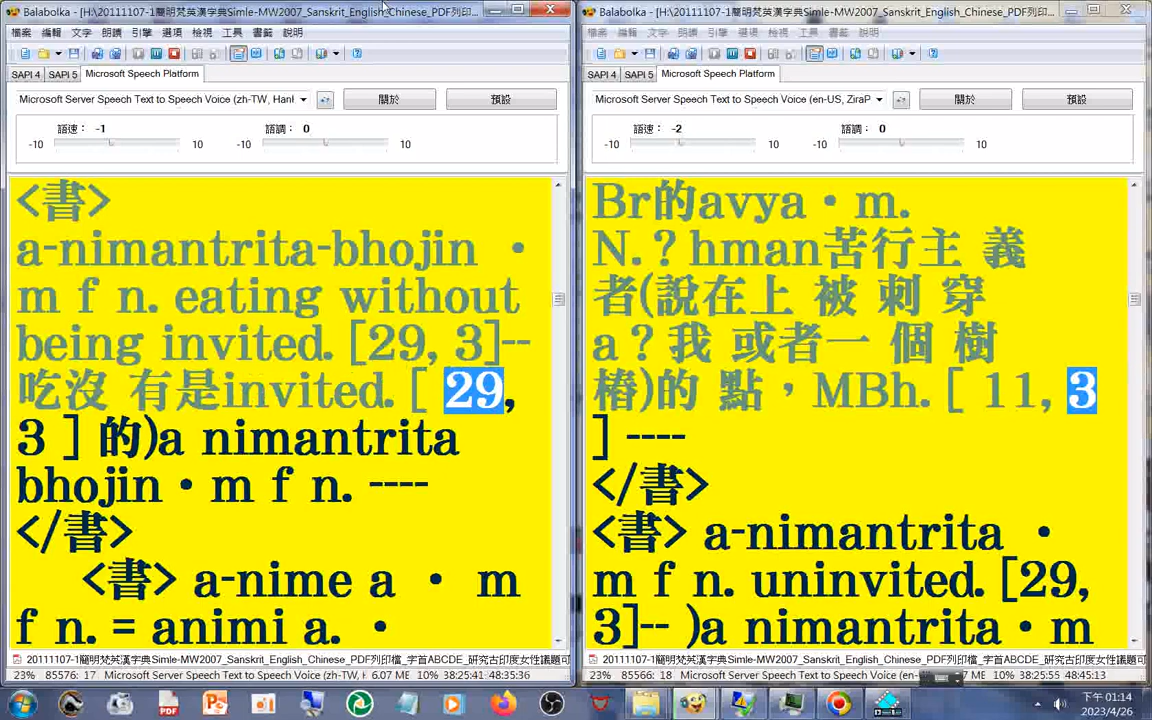 Balabolka - [H:\20111107-1簡明梵英漢字典Simle-MW2007_Sanskrit_English_Chinese_PDF列印...
檔案 編輯 文字 朗讀 引擎 選項 檢視 工具 書籤 說明
SAPI 4 SAPI 5 Microsoft Speech Platform
Microsoft Server Speech Text to Speech Voice (zh-TW, HanH
關於 預設
語速： -1 語調： 0
-10 10 -10 10
<書>
a-nimantrita-bhojin •
m f n. eating without
being invited. [29, 3]--
吃沒 有是invited. [ 29,
3 ] 的)a nimantrita
bhojin • m f n. ----
</書>
<書> a-nime a • m
f n. = animi a. •
20111107-1簡明梵英漢字典Simle-MW2007_Sanskrit_English_Chinese_PDF列印檔_字首ABCDE_研究古印度女性議題可
23% 85576: 17 Microsoft Server Speech Text to Speech Voice (zh-TW, H 6.07 ME 10% 38:25:41 48:35:36
Balabolka - [H:\20111107-1簡明梵英漢字典Simle-MW2007_Sanskrit_English_Chinese_PDF列印...
檔案 編輯 文字 朗讀 引擎 選項 檢視 工具 書籤 說明
SAPI 4 SAPI 5 Microsoft Speech Platform
Microsoft Server Speech Text to Speech Voice (en-US, ZiraP
關於 預設
語速： -2 語調： 0
-10 10 -10 10
Br的avya • m.
N.？hman苦行主 義
者(說在上 被 刺 穿
a？我 或者一 個 樹
樁)的 點，MBh. [ 11, 3
] ----
</書>
<書> a-nimantrita •
m f n. uninvited. [29,
3]-- )a nimantrita • m
20111107-1簡明梵英漢字典Simle-MW2007_Sanskrit_English_Chinese_PDF列印檔_字首ABCDE_研究古印度女性議題可
23% 85566: 18 Microsoft Server Speech Text to Speech Voice (en-US, 6.07 ME 10% 38:25:55 48:45:13
下午 01:14
2023/4/26